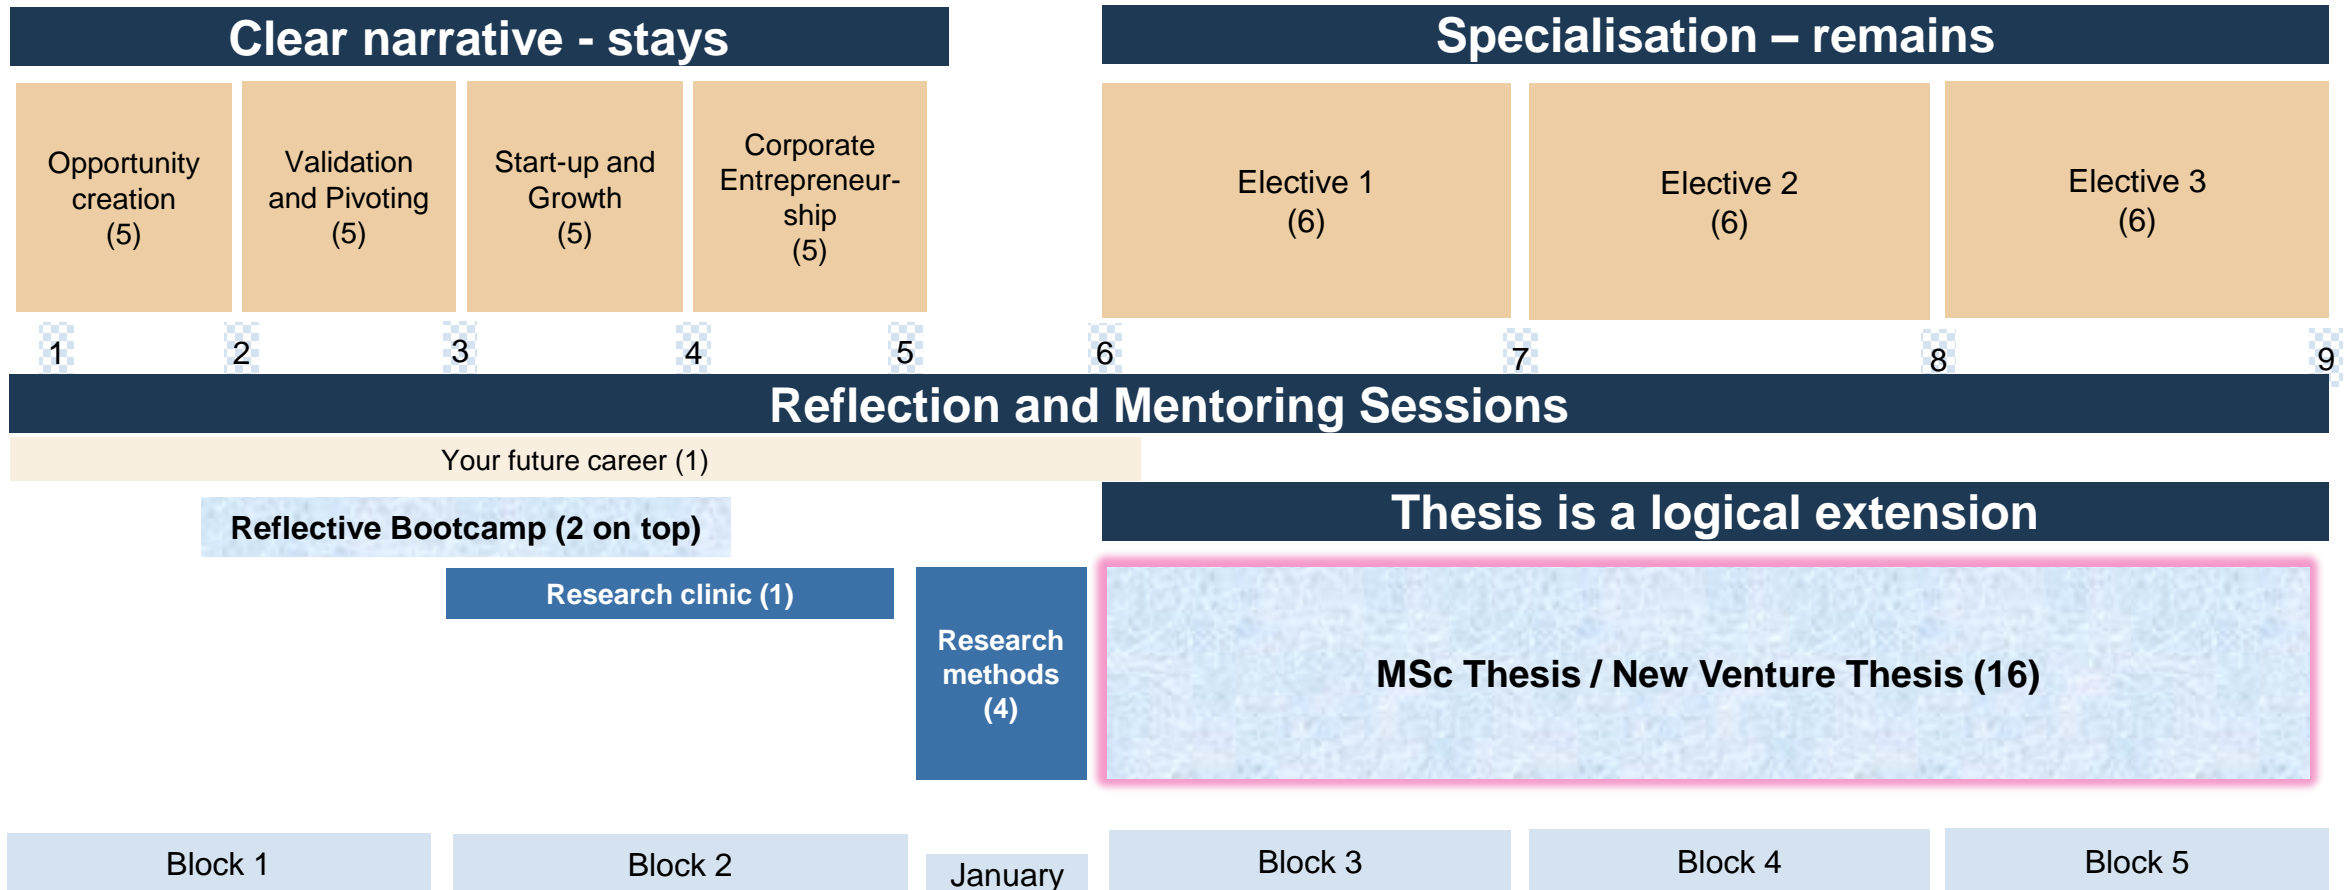 Clear narrative - stays
Specialisation – remains
Opportunity
creation
(5)
Validation
and Pivoting
(5)
Start-up and
Growth
(5)
Corporate
Entrepreneur-
ship
(5)
Elective 1
(6)
Elective 2
(6)
Elective 3
(6)
1
2
3
4
5
6
7
8
9
Reflection and Mentoring Sessions
Your future career (1)
Reflective Bootcamp (2 on top)
Thesis is a logical extension
Research clinic (1)
Research
methods
(4)
MSc Thesis / New Venture Thesis (16)
Block 1
Block 2
January
Block 3
Block 4
Block 5